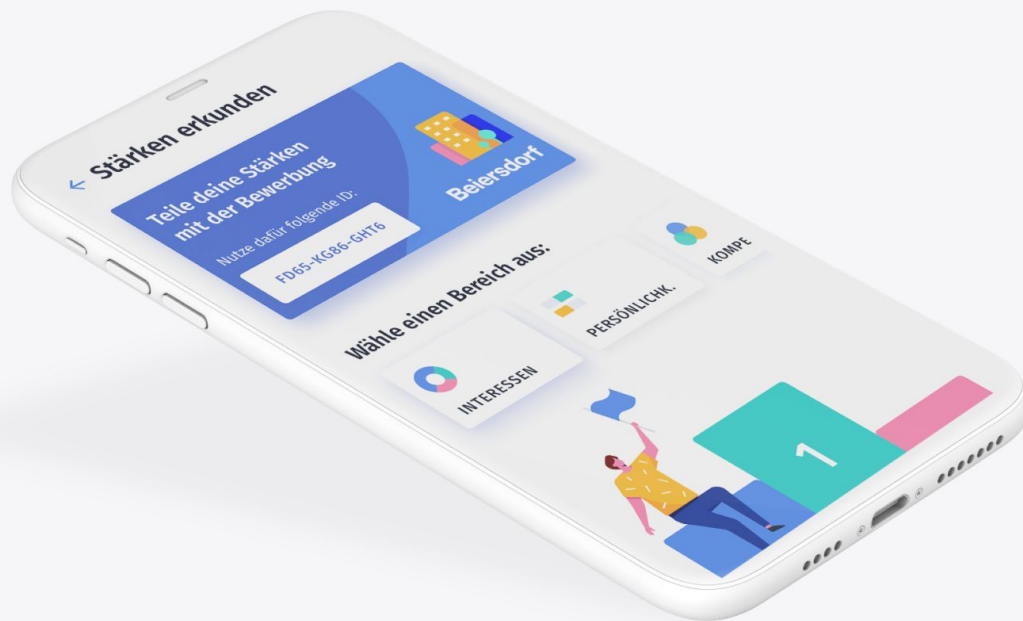 ← Stärken erkunden
Teile deine Stärken
mit der Bewerbung
Nutze dafür folgende ID:
FD65-KG86-GHT6
Beiersdorf
Wähle einen Bereich aus:
INTERESSEN
PERSÖNLICHK.
KOMPE
1